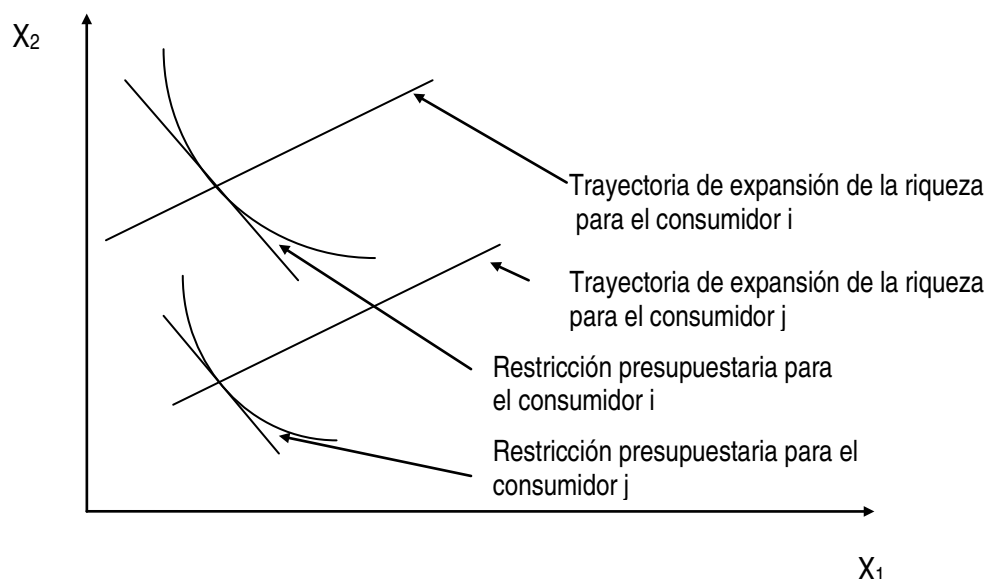 X2
Trayectoria de expansión de la riqueza
para el consumidor i
Trayectoria de expansión de la riqueza
para el consumidor j
Restricción presupuestaria para
el consumidor i
Restricción presupuestaria para el
consumidor j
X1